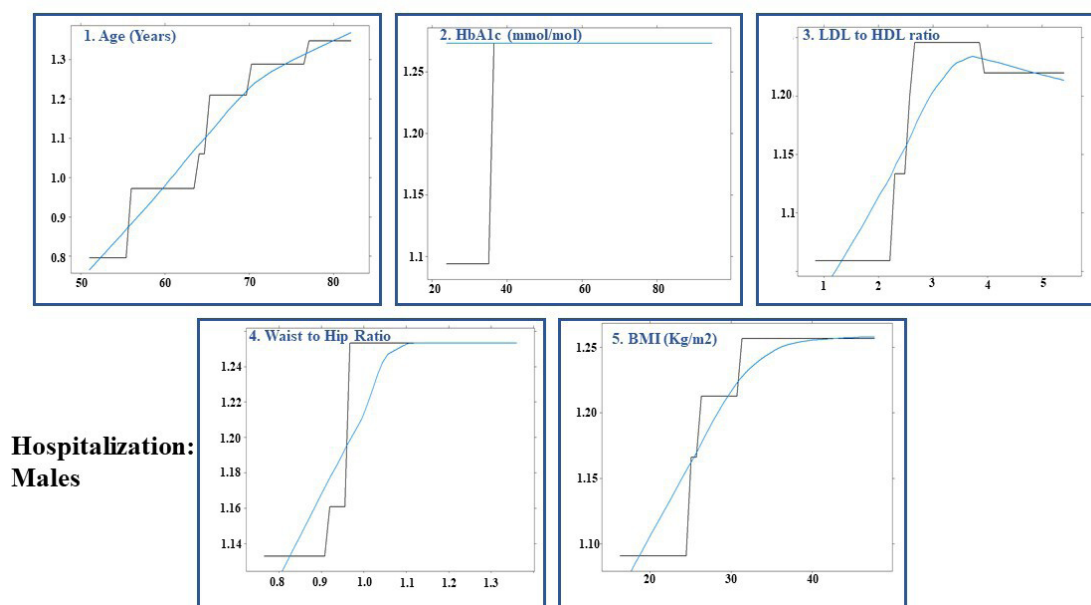 1. Age (Years)
1.3
1.2
1.1
1.0
0.9
0.8
50 60 70 80
2. HbA1c (mmol/mol)
1.25
1.20
1.15
1.1
20 40 60 80
3. LDL to HDL ratio
1.20
1.15
1.1
1 2 3 4 5
Hospitalization:
Males
4. Waist to Hip Ratio
1.24
1.22
1.20
1.18
1.16
1.14
0.8 0.9 1.0 1.1 1.2 1.3
5. BMI (Kg/m2)
1.25
1.20
1.15
1.10
20 30 40